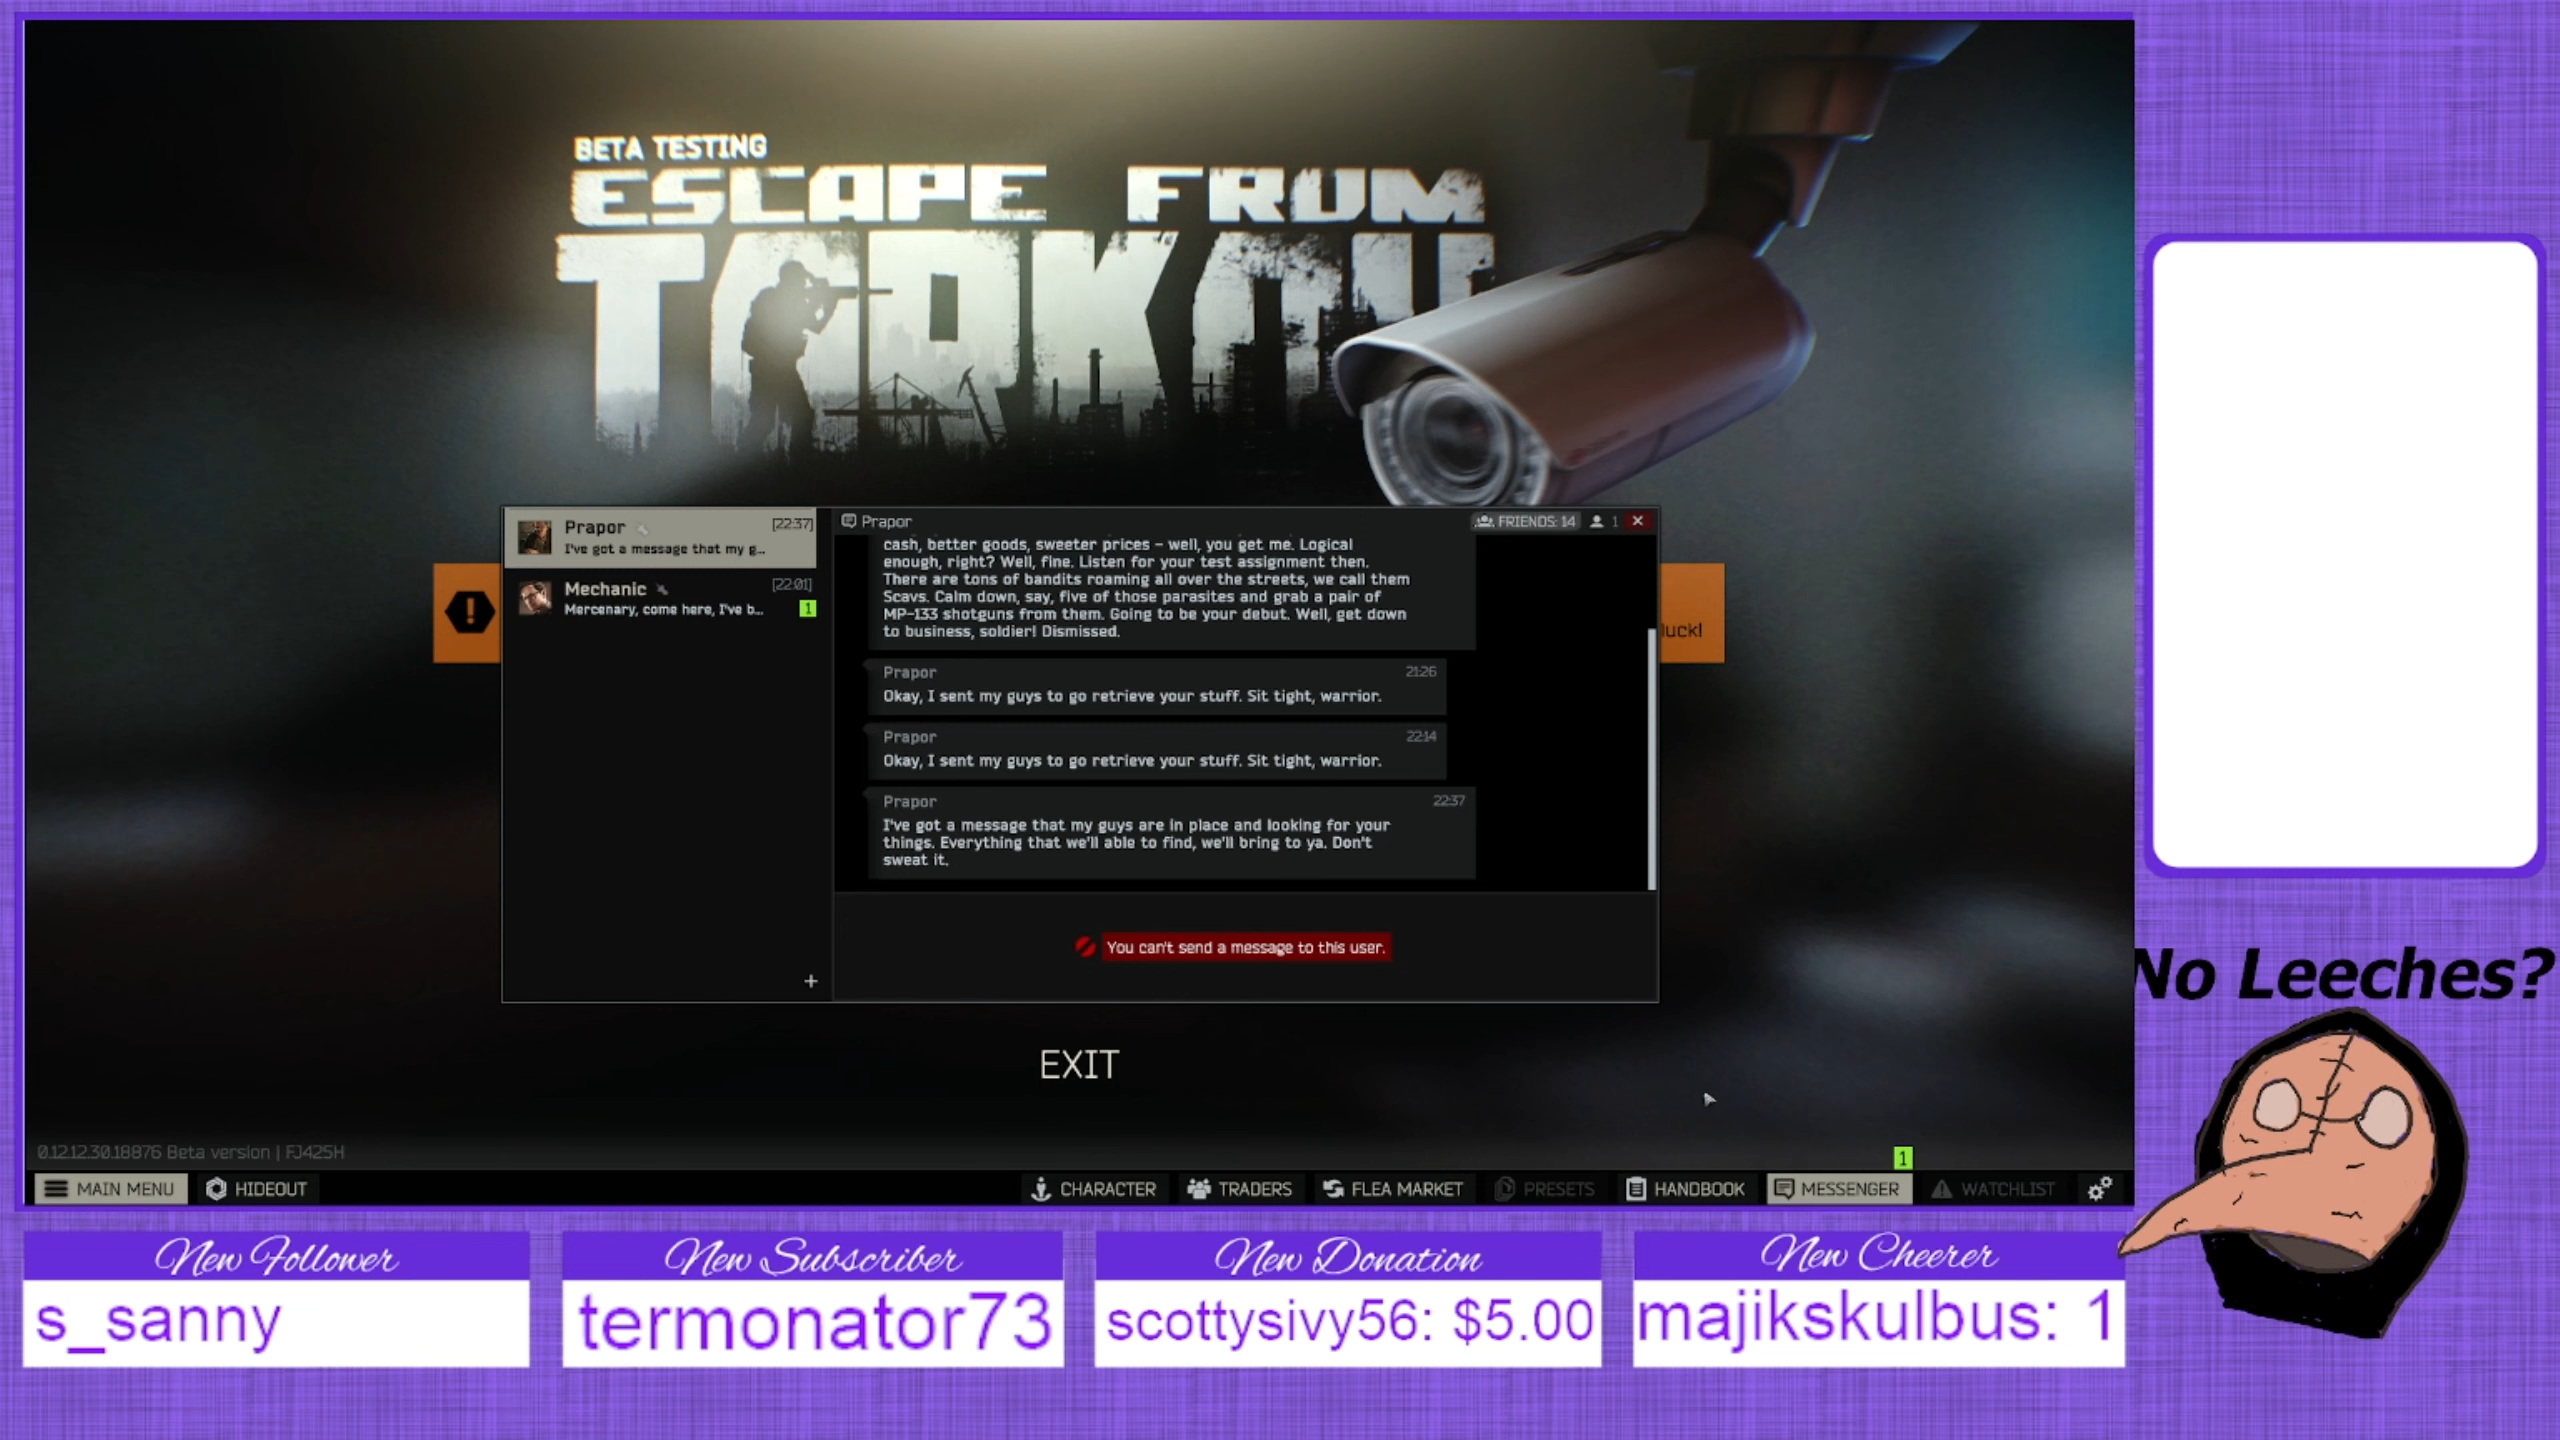 BETA TESTING
ESCAPE FROM
TARKOV
Prapor
[22:37]
I've got a message that my g...
Mechanic
[22:01]
Mercenary, come here, I've b...
1
+
Prapor
FRIENDS: 14
1
cash, better goods, sweeter prices – well, you get me. Logical
enough, right? Well, fine. Listen for your test assignment then.
There are tons of bandits roaming all over the streets, we call them
Scavs. Calm down, say, five of those parasites and grab a pair of
MP-133 shotguns from them. Going to be your debut. Well, get down
to business, soldier! Dismissed.
Prapor
21:26
Okay, I sent my guys to go retrieve your stuff. Sit tight, warrior.
Prapor
22:14
Okay, I sent my guys to go retrieve your stuff. Sit tight, warrior.
Prapor
22:37
I've got a message that my guys are in place and looking for your
things. Everything that we'll able to find, we'll bring to ya. Don't
sweat it.
You can't send a message to this user.
luck!
EXIT
0.12.12.30.18876 Beta version | FJ425H
1
MAIN MENU
HIDEOUT
CHARACTER
TRADERS
FLEA MARKET
PRESETS
HANDBOOK
MESSENGER
WATCHLIST
No Leeches?
New Follower
s_sanny
New Subscriber
termonator73
New Donation
scottysivy56: $5.00
New Cheerer
majikskulbus: 1